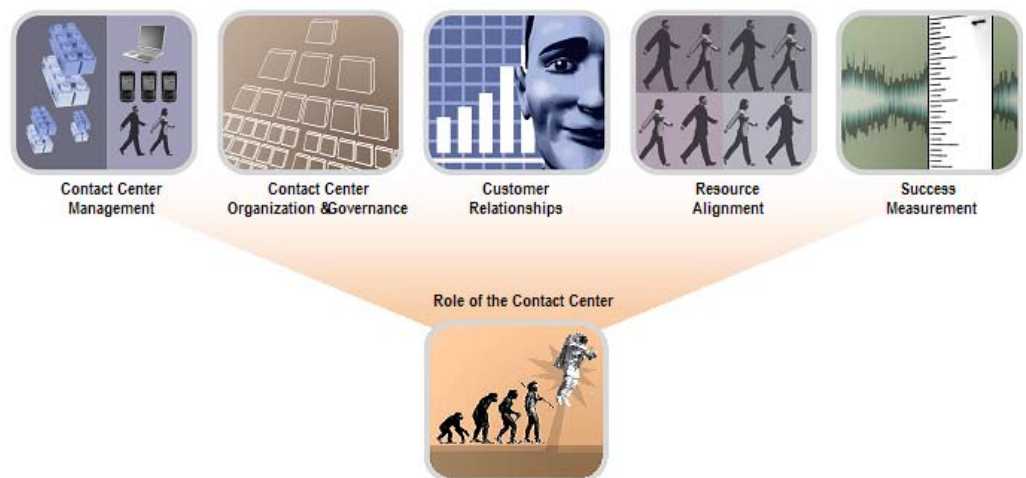 Contact Center
Management
Contact Center
Organization &Governance
Customer
Relationships
Resource
Alignment
Success
Measurement
Role of the Contact Center